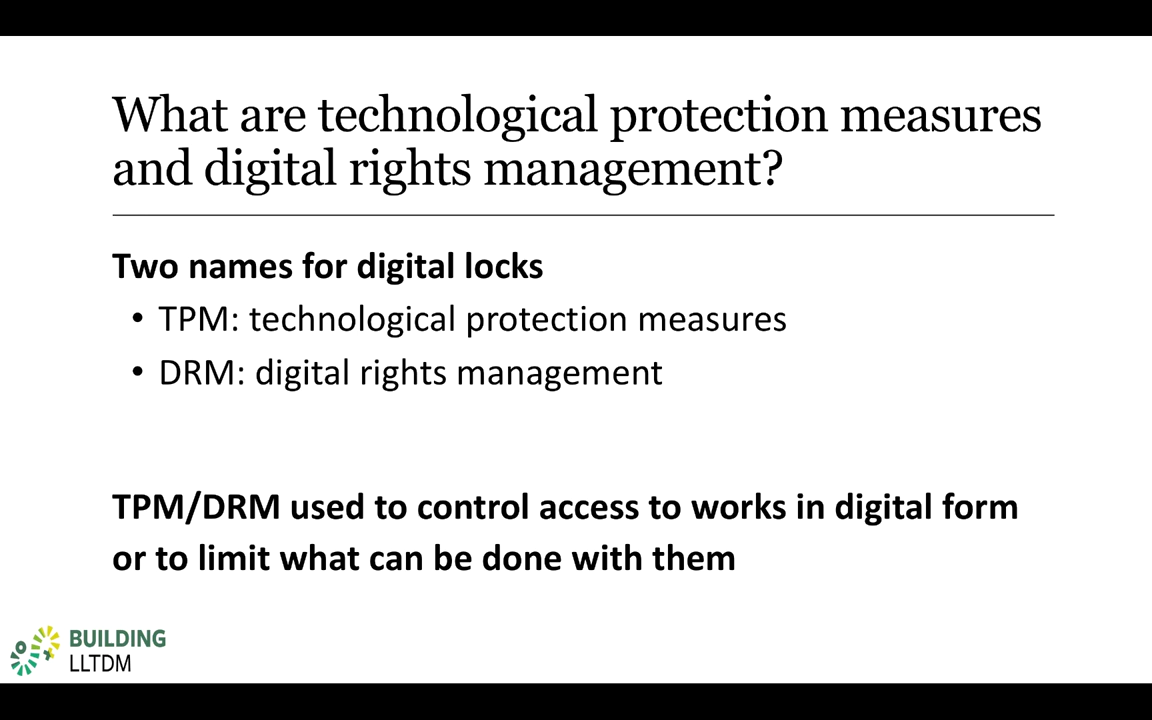 What are technological protection measures
and digital rights management?
Two names for digital locks
• TPM: technological protection measures
• DRM: digital rights management
TPM/DRM used to control access to works in digital form
or to limit what can be done with them
BUILDING
LLTDM